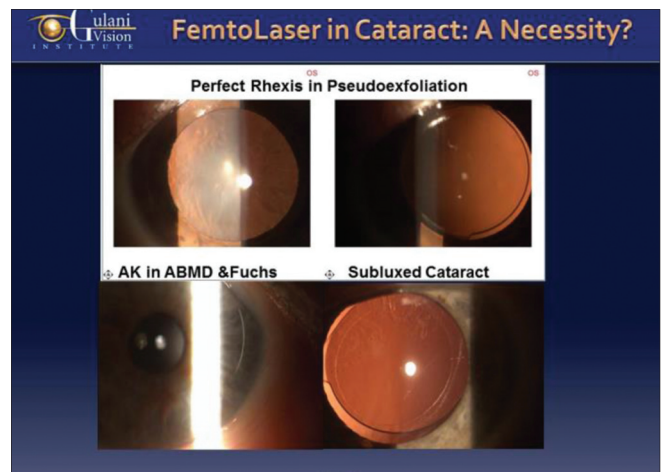 Gulani
Vision
INSTITUTE
FemtoLaser in Cataract: A Necessity?
OS
OS
Perfect Rhexis in Pseudoexfoliation
AK in ABMD &Fuchs
Subluxed Cataract